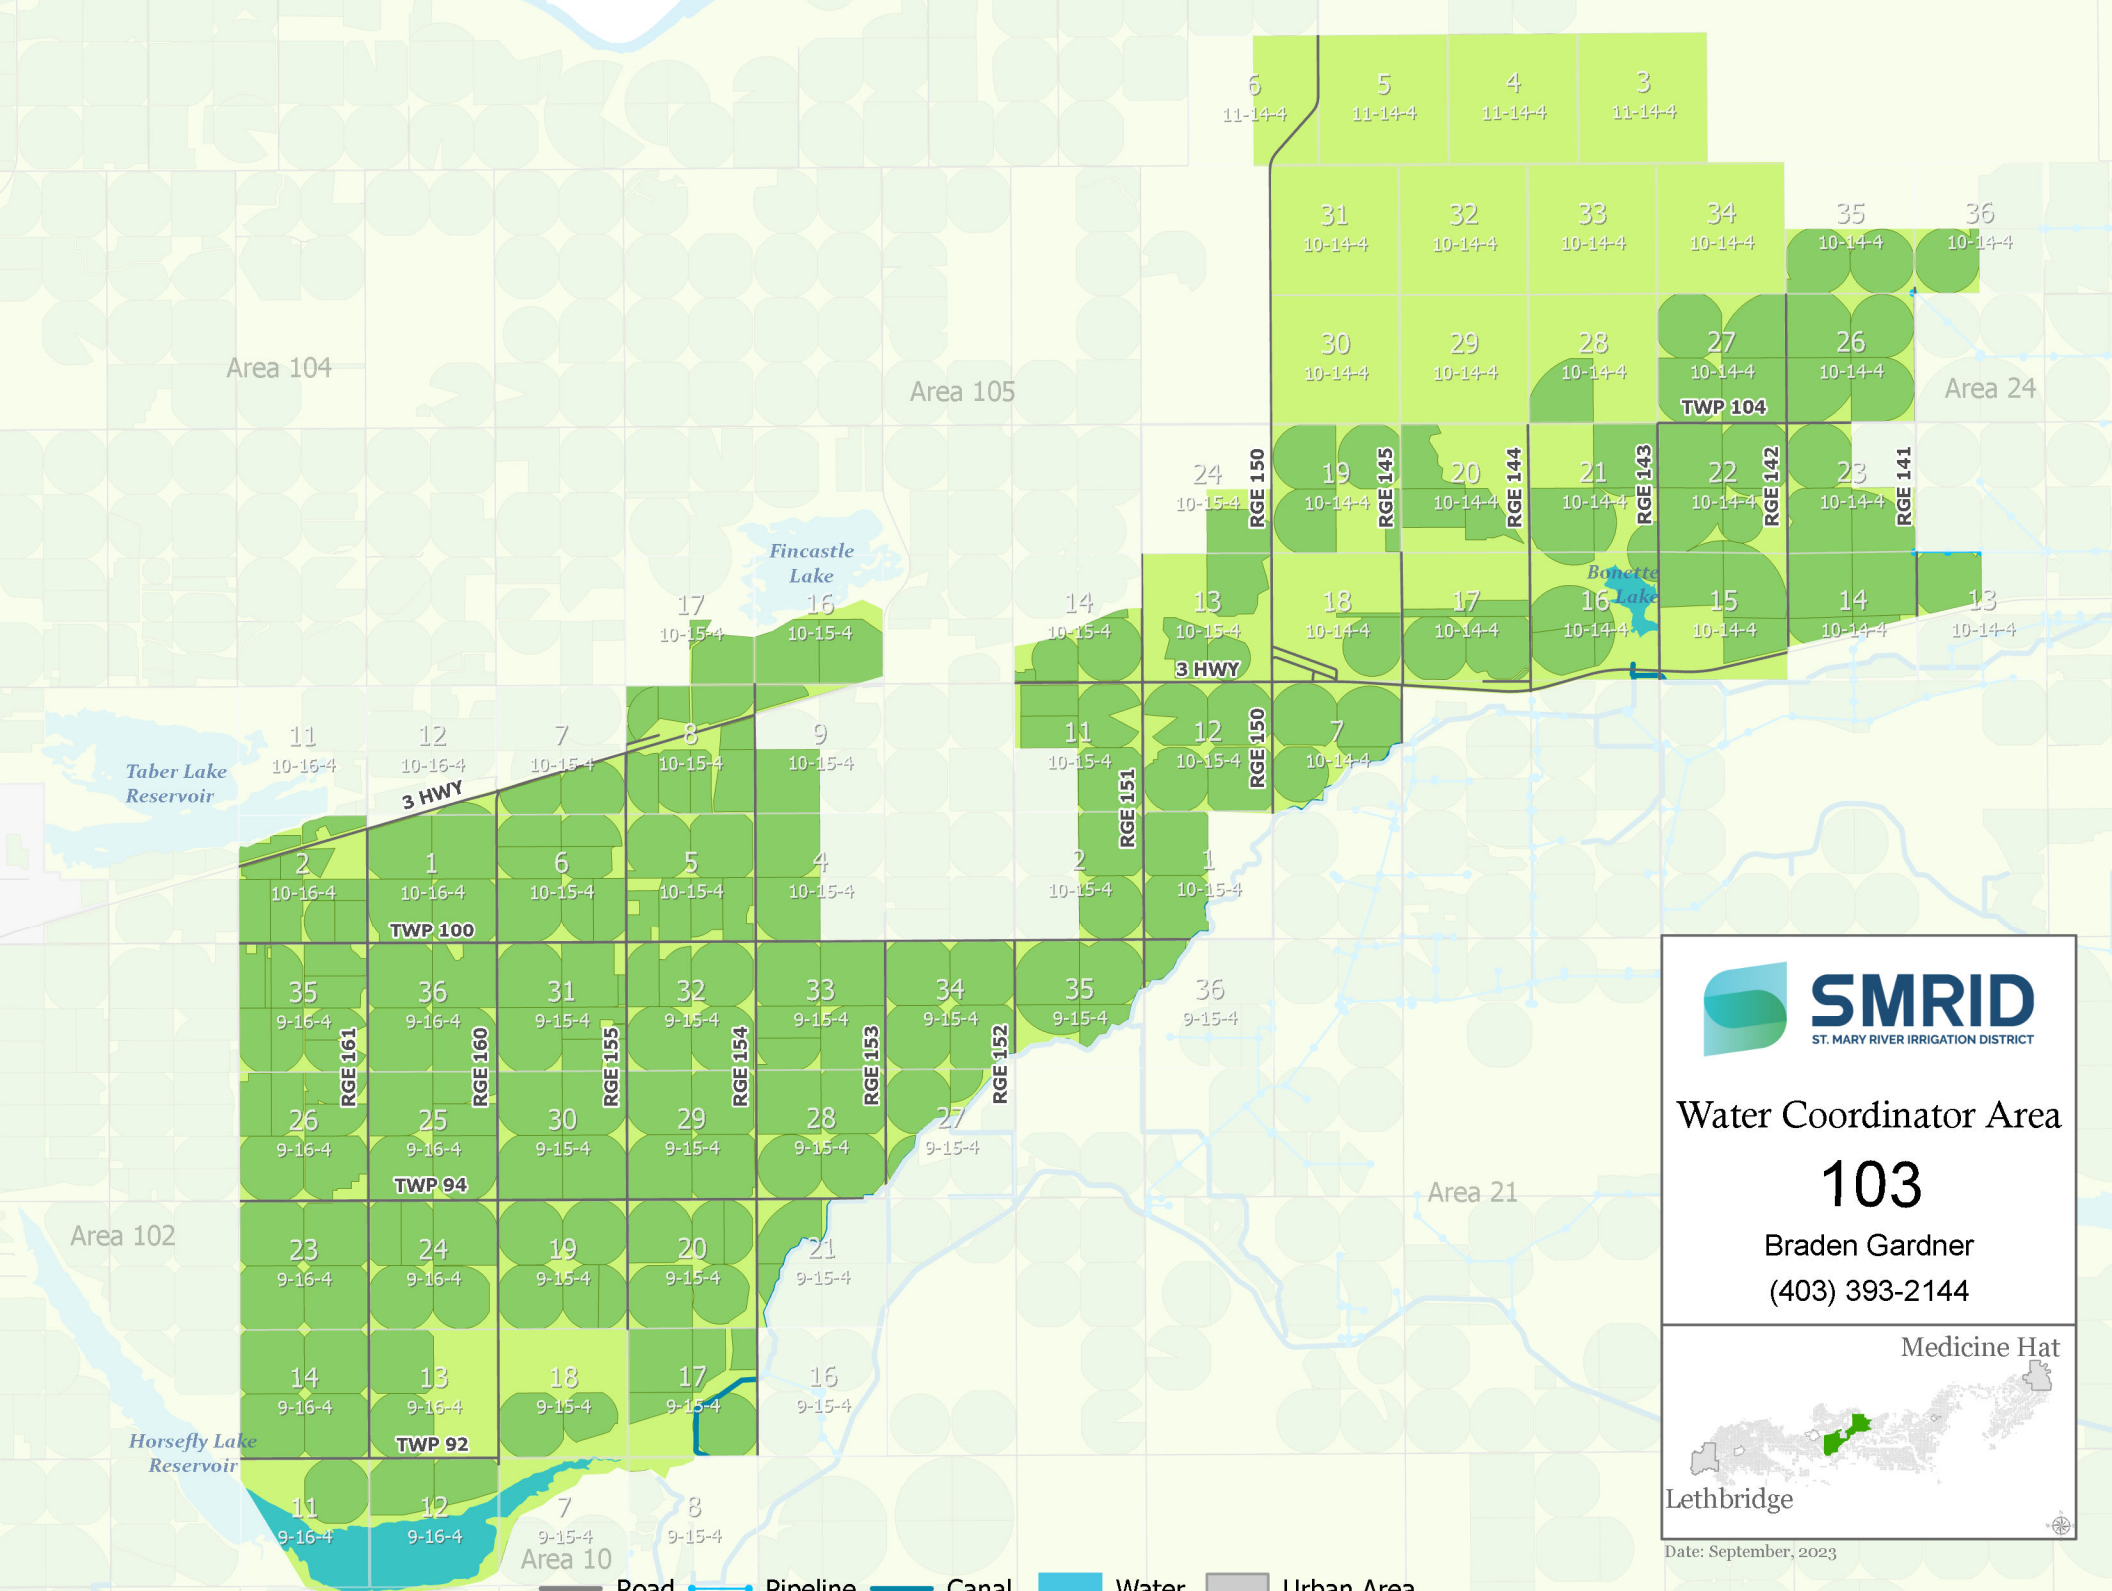 6 5 4 3
11-14-4 11-14-4 11-14-4 11-14-4
31 32 33 34 35 36
10-14-4 10-14-4 10-14-4 10-14-4 10-14-4 10-14-4
30 29 28 27 26
10-14-4 10-14-4 10-14-4 10-14-4 10-14-4
Area 104
Area 105
Area 24
TWP 104
24 19 20 21 22 23
10-15-4 10-14-4 10-14-4 10-14-4 10-14-4 10-14-4
RGE 150 RGE 145 RGE 144 RGE 143 RGE 142 RGE 141
Fincastle
Lake
Bonette
Lake
17 16 14 13 18 17 16 15 14 13
10-15-4 10-15-4 10-15-4 10-15-4 10-14-4 10-14-4 10-14-4 10-14-4 10-14-4 10-14-4
3 HWY
11 12 7 8 9 11 12 7
10-16-4 10-16-4 10-15-4 10-15-4 10-15-4 10-15-4 10-15-4 10-14-4
RGE 150
Taber Lake
Reservoir
3 HWY
RGE 151
2 1 6 5 4 2 1
10-16-4 10-16-4 10-15-4 10-15-4 10-15-4 10-15-4 10-15-4
TWP 100
35 36 31 32 33 34 35 36
9-16-4 9-16-4 9-15-4 9-15-4 9-15-4 9-15-4 9-15-4 9-15-4
RGE 161 RGE 160 RGE 155 RGE 154 RGE 153 RGE 152
26 25 30 29 28 27
9-16-4 9-16-4 9-15-4 9-15-4 9-15-4 9-15-4
TWP 94
Area 102
Area 21
23 24 19 20 21
9-16-4 9-16-4 9-15-4 9-15-4 9-15-4
14 13 18 17 16
9-16-4 9-16-4 9-15-4 9-15-4 9-15-4
TWP 92
Horsefly Lake
Reservoir
11 12 7 8
9-16-4 9-16-4 9-15-4 9-15-4
Area 10
SMRID
ST. MARY RIVER IRRIGATION DISTRICT
Water Coordinator Area
103
Braden Gardner
(403) 393-2144
Medicine Hat
Lethbridge
Date: September, 2023
Road Pipeline Canal Water Urban Area